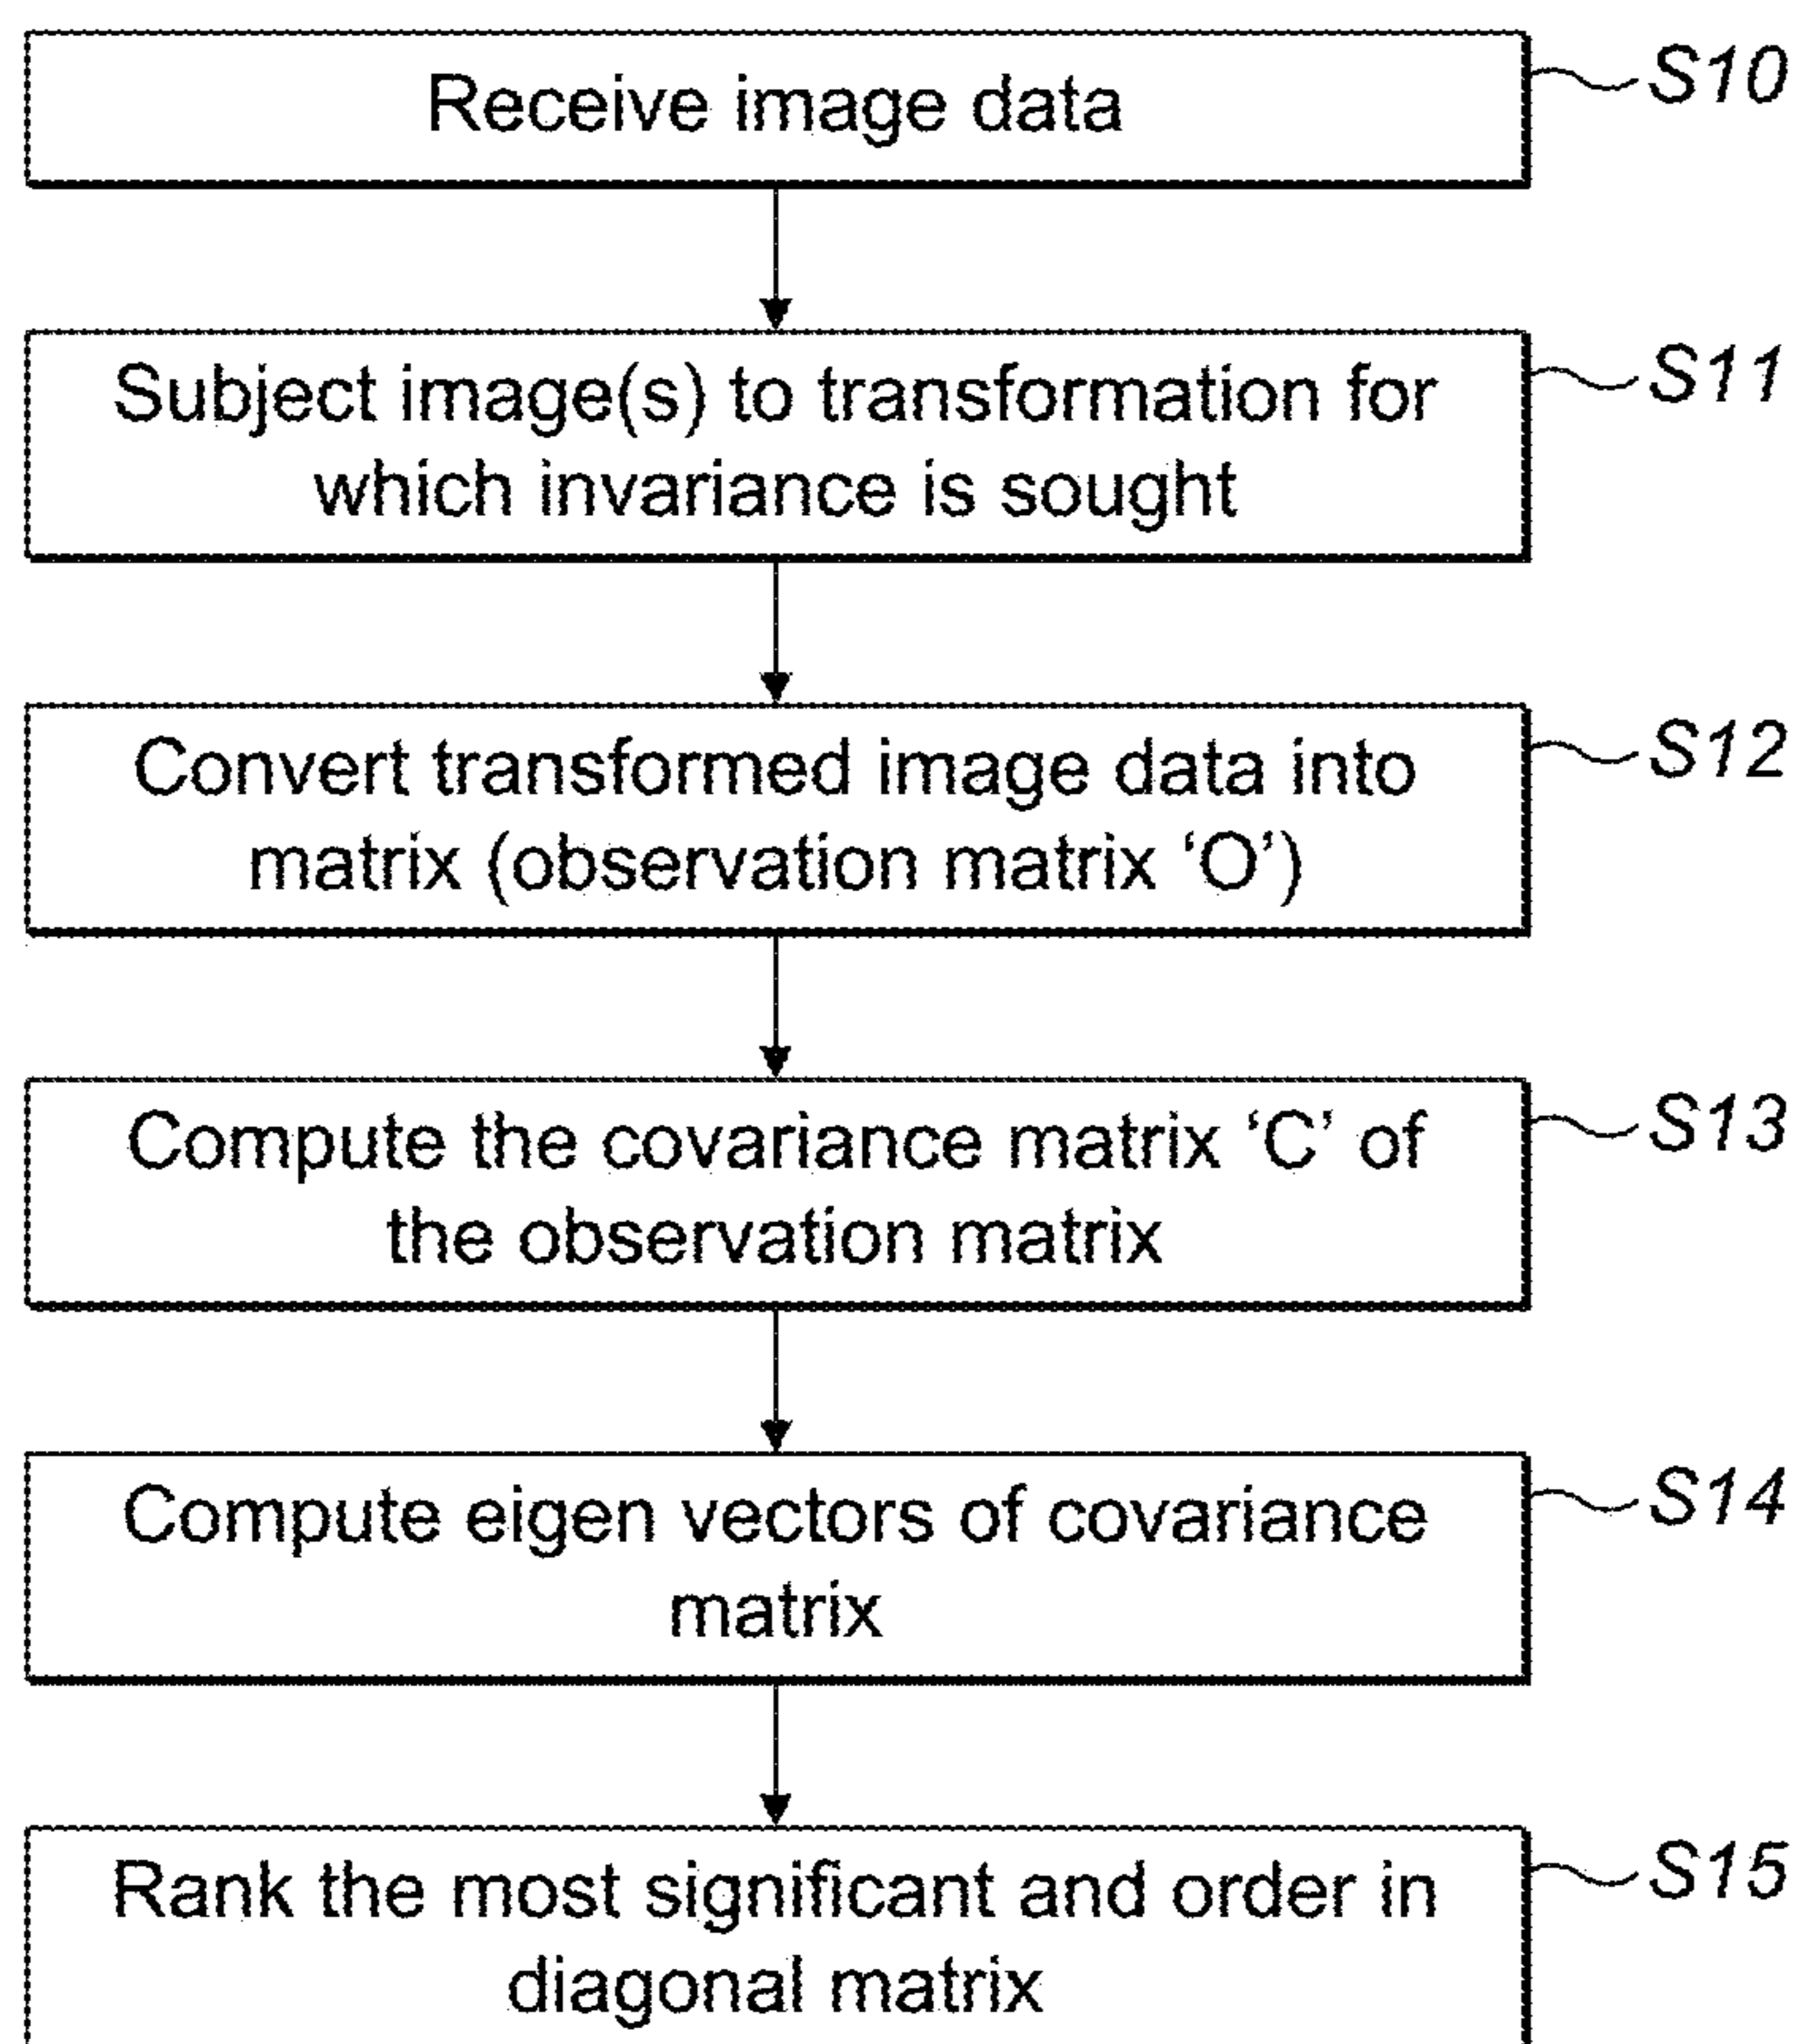 Receive image data
S10
Subject image(s) to transformation for
which invariance is sought
S11
Convert transformed image data into
matrix (observation matrix ‘O’)
S12
Compute the covariance matrix ‘C’ of
the observation matrix
S13
Compute eigen vectors of covariance
matrix
S14
Rank the most significant and order in
diagonal matrix
S15